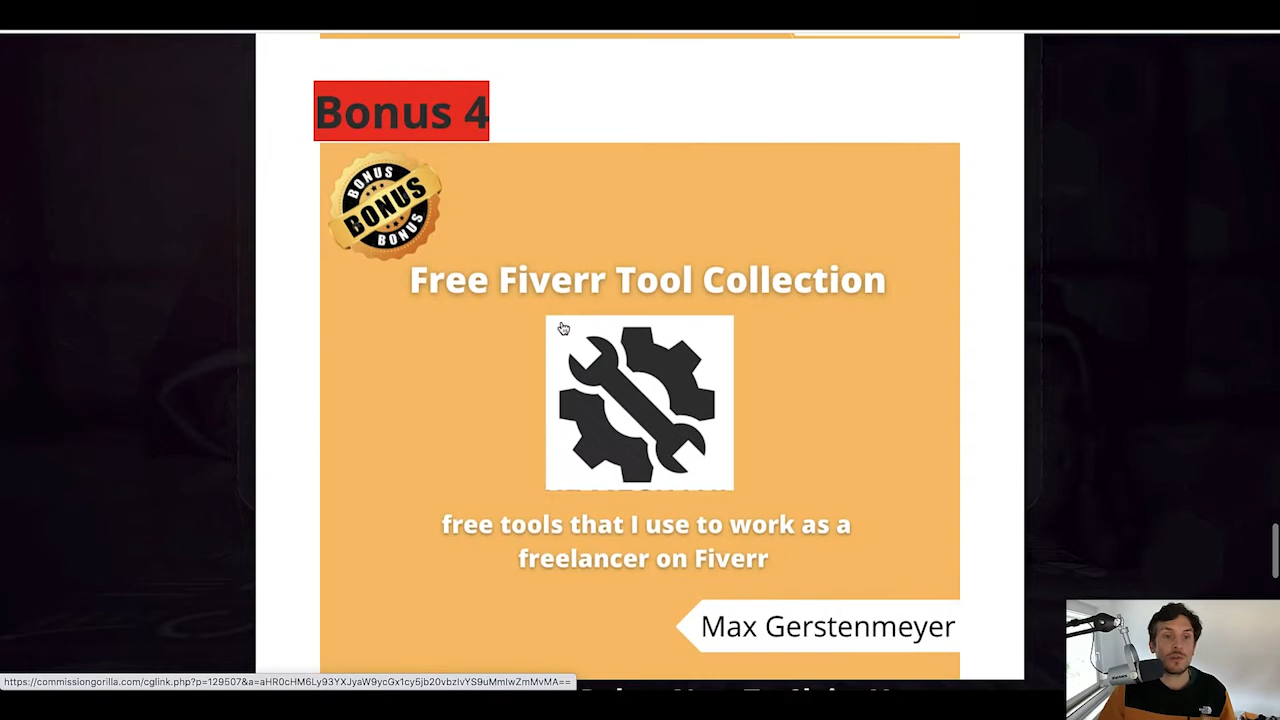 Bonus 4
BONUS
BONUS
BONUS
Free Fiverr Tool Collection
free tools that I use to work as a
freelancer on Fiverr
Max Gerstenmeyer